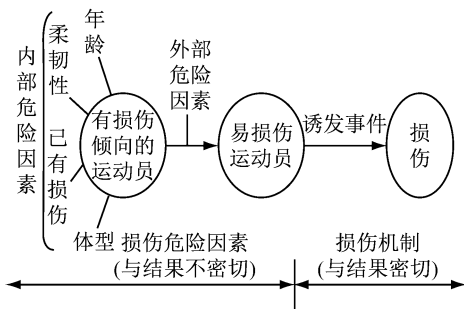 内部危险因素
柔韧性
年龄
已有损伤
体型
有损伤
倾向的
运动员
外部
危险
因素
易损伤
运动员
诱发事件
损
伤
损伤危险因素
(与结果不密切)
损伤机制
(与结果密切)